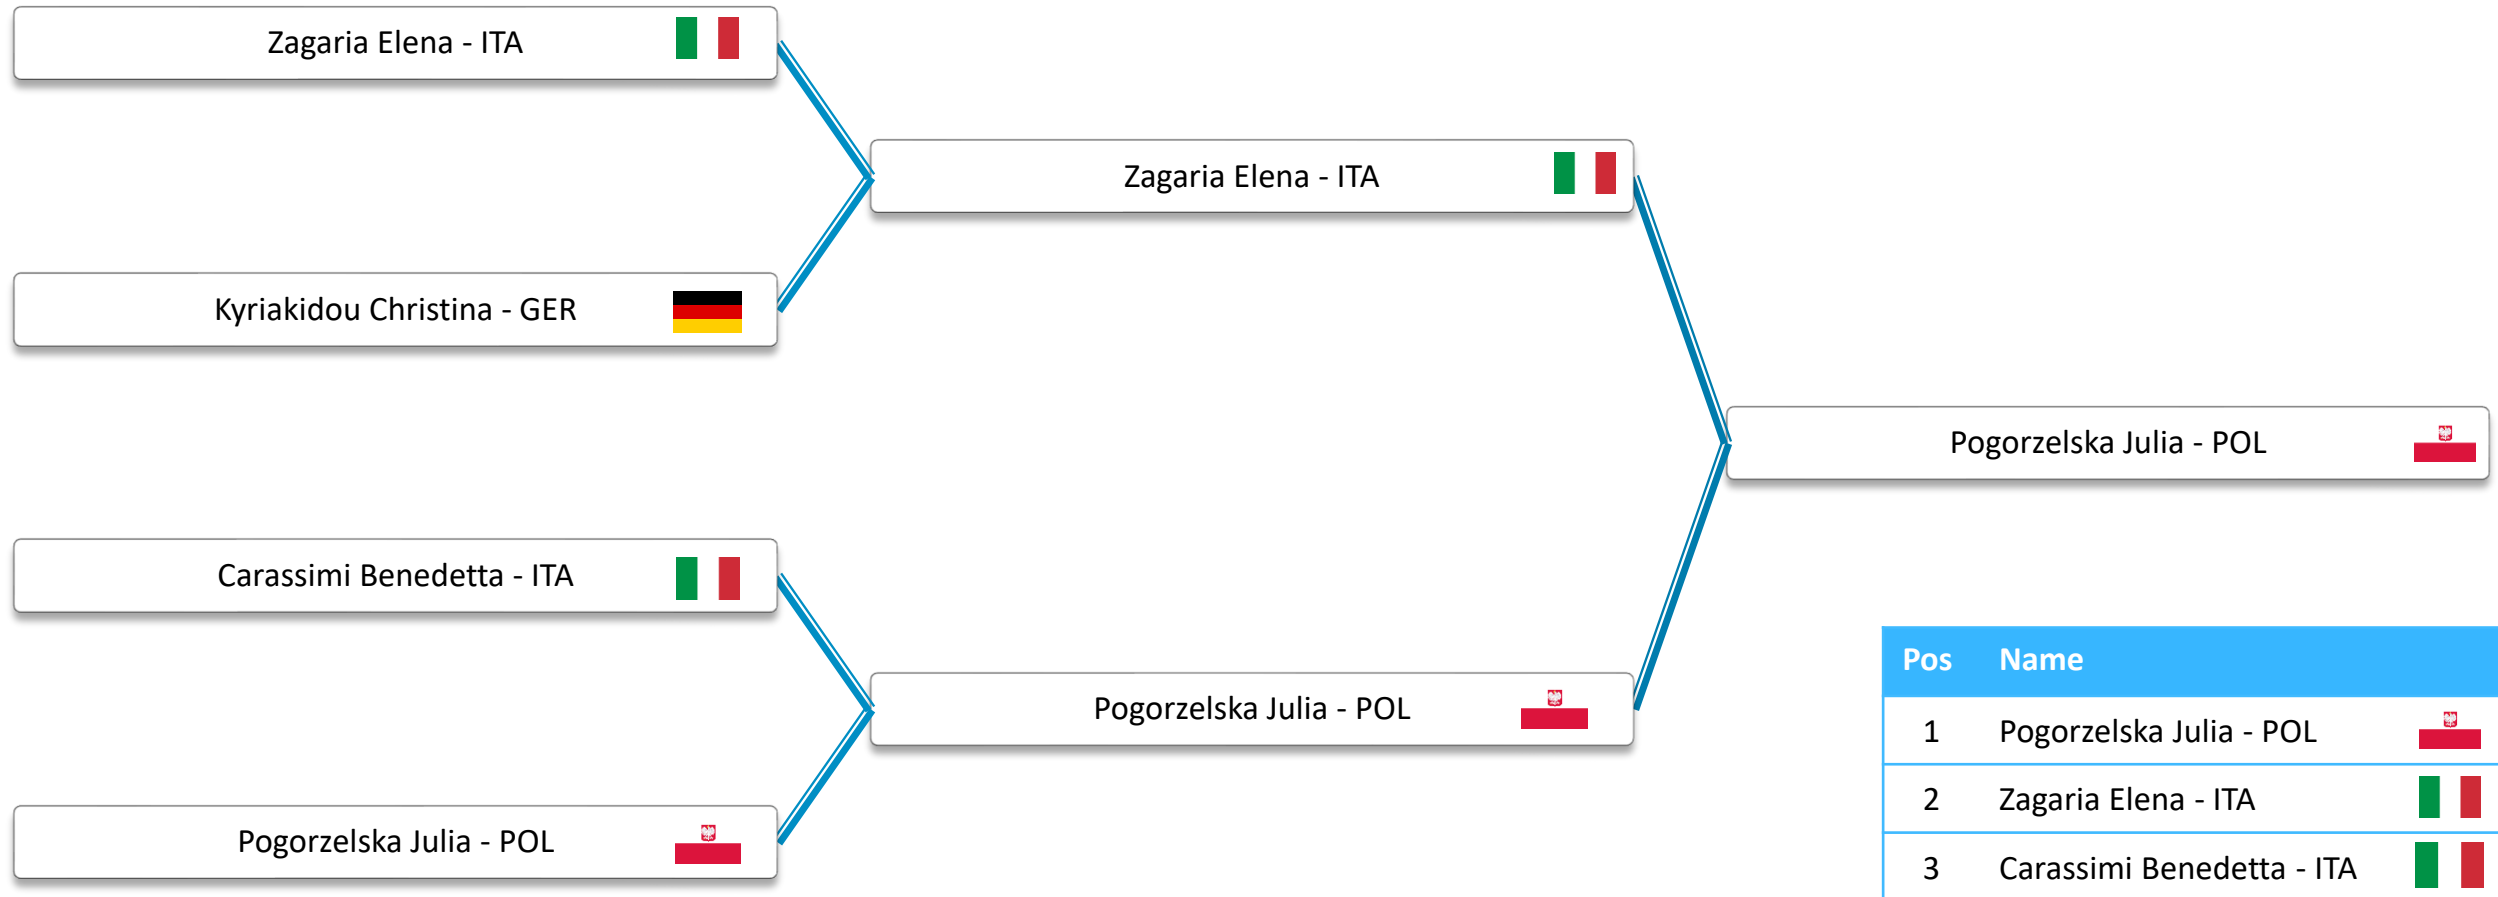 Zagaria Elena - ITA
Kyriakidou Christina - GER
Carassimi Benedetta - ITA
Pogorzelska Julia - POL
Zagaria Elena - ITA
Pogorzelska Julia - POL
Pogorzelska Julia - POL
Pos Name
1 Pogorzelska Julia - POL
2 Zagaria Elena - ITA
3 Carassimi Benedetta - ITA